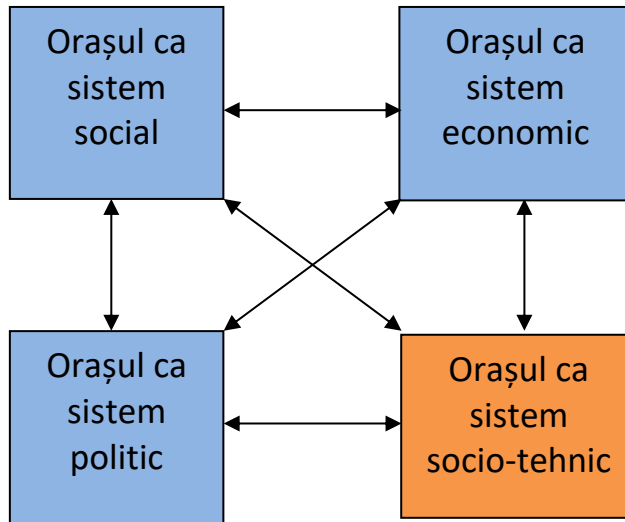 Orașul ca
sistem
social
Orașul ca
sistem
economic
Orașul ca
sistem
politic
Orașul ca
sistem
socio-tehnic